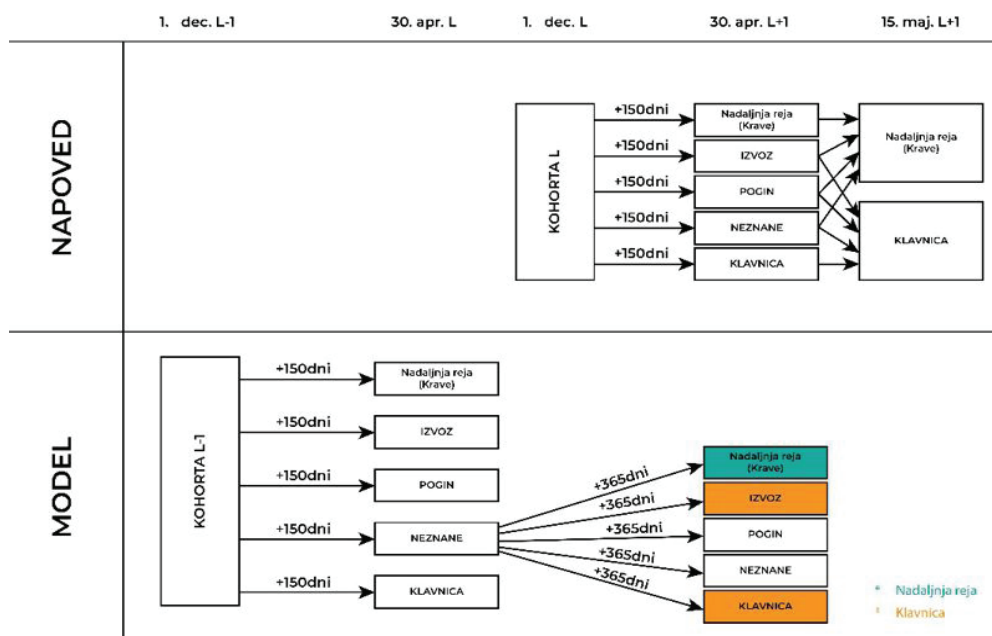 1. dec. L-1
30. apr. L
1. dec. L
30. apr. L+1
15. maj. L+1
NAPOVED
KOHORTA L
+150dni
Nadaljnja reja
(Krave)
+150dni
IZVOZ
+150dni
POGIN
+150dni
NEZNANE
+150dni
KLAVNICA
Nadaljnja reja
(Krave)
KLAVNICA
MODEL
KOHORTA L-1
+150dni
Nadaljnja reja
(Krave)
+150dni
IZVOZ
+150dni
POGIN
+150dni
NEZNANE
+150dni
KLAVNICA
+365dni
Nadaljnja reja
(Krave)
+365dni
IZVOZ
+365dni
POGIN
+365dni
NEZNANE
+365dni
KLAVNICA
Nadaljnja reja
Klavnica